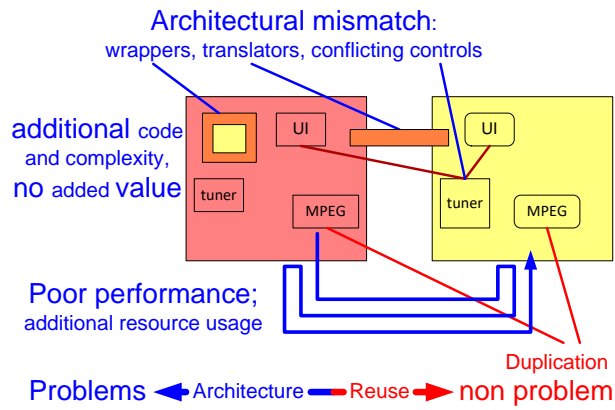 Architectural mismatch:
wrappers, translators, conflicting controls
additional code
and complexity,
no added value
UI
UI
tuner
tuner
MPEG
MPEG
Poor performance;
additional resource usage
Duplication
Problems Architecture Reuse non problem